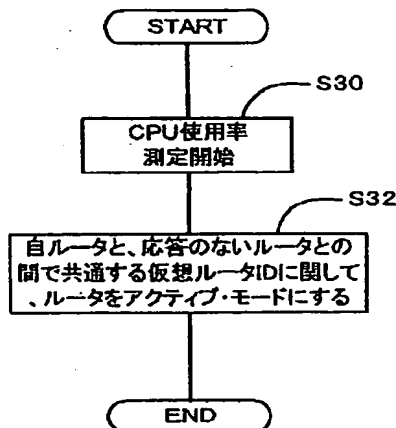 START
S30
CPU使用率
測定開始
S32
自ルータと、応答のないルータとの
間で共通する仮想ルータIDに関して
、ルータをアクティブ・モードにする
END